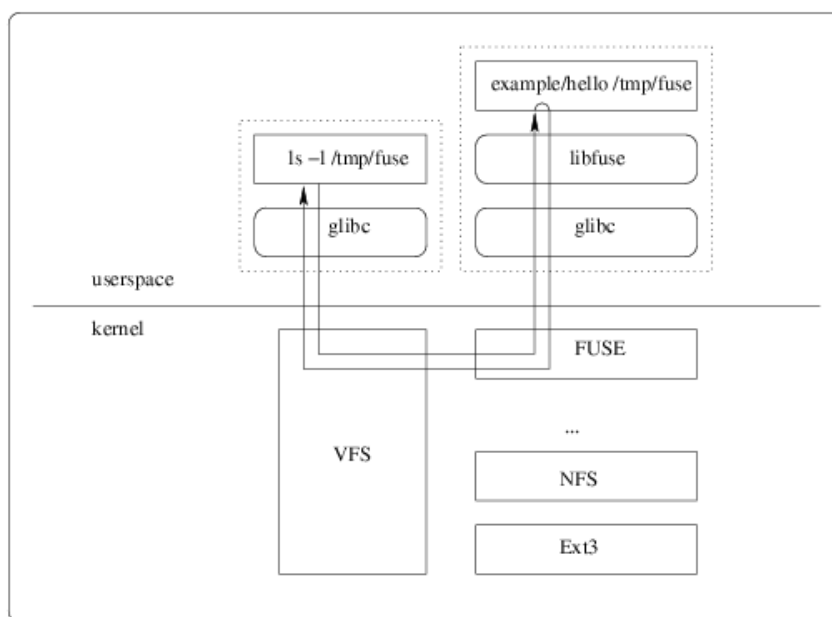 example/hello /tmp/fuse
ls –l /tmp/fuse
libfuse
glibc
glibc
userspace
kernel
FUSE
...
VFS
NFS
Ext3